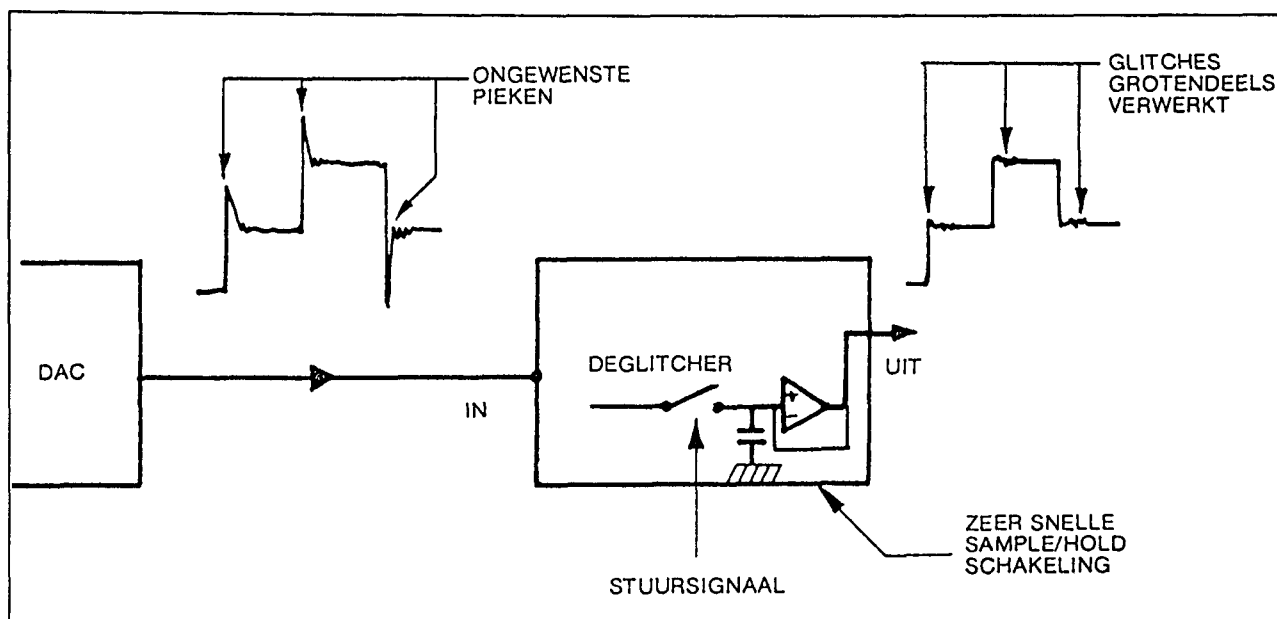 ONGEWENSTE
PIEKEN
GLITCHES
GROTENDEELS
VERWERKT
DAC
IN
DEGLITCHER
+
−
UIT
STUURSIGNAAL
ZEER SNELLE
SAMPLE/HOLD
SCHAKELING